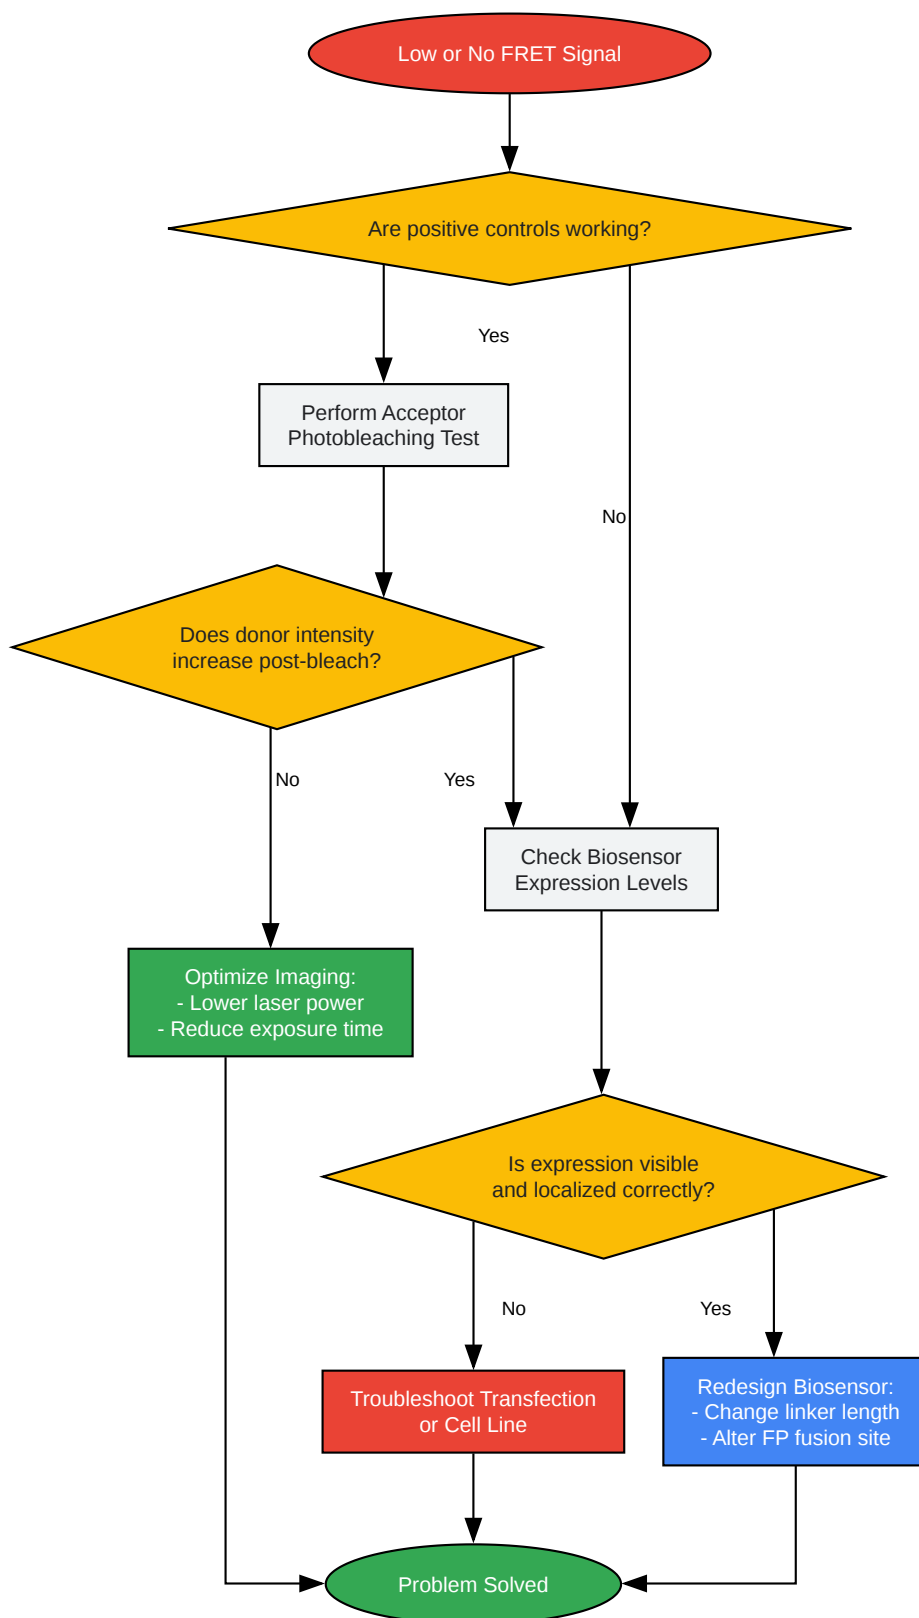 Low or No FRET Signal
Are positive controls working?
Yes
Perform Acceptor
Photobleaching Test
No
Does donor intensity
increase post-bleach?
No
Yes
Check Biosensor
Expression Levels
Optimize Imaging:
- Lower laser power
- Reduce exposure time
Is expression visible
and localized correctly?
No
Yes
Troubleshoot Transfection
or Cell Line
Redesign Biosensor:
- Change linker length
- Alter FP fusion site
Problem Solved